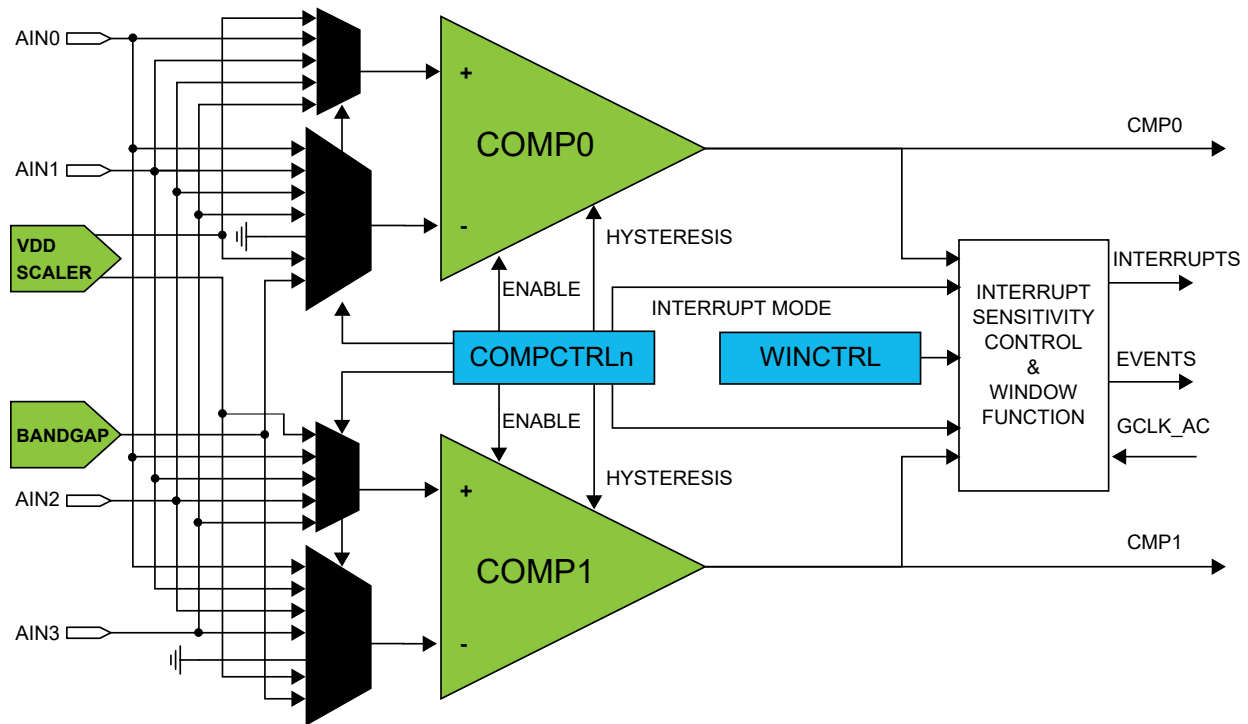 AIN0
+
COMP0
-
CMP0
AIN1
VDD
SCALER
HYSTERESIS
ENABLE
INTERRUPT MODE
COMPCTRLn
WINCTRL
INTERRUPT
SENSITIVITY
CONTROL
&
WINDOW
FUNCTION
INTERRUPTS
EVENTS
GCLK_AC
BANDGAP
ENABLE
HYSTERESIS
AIN2
+
COMP1
-
CMP1
AIN3